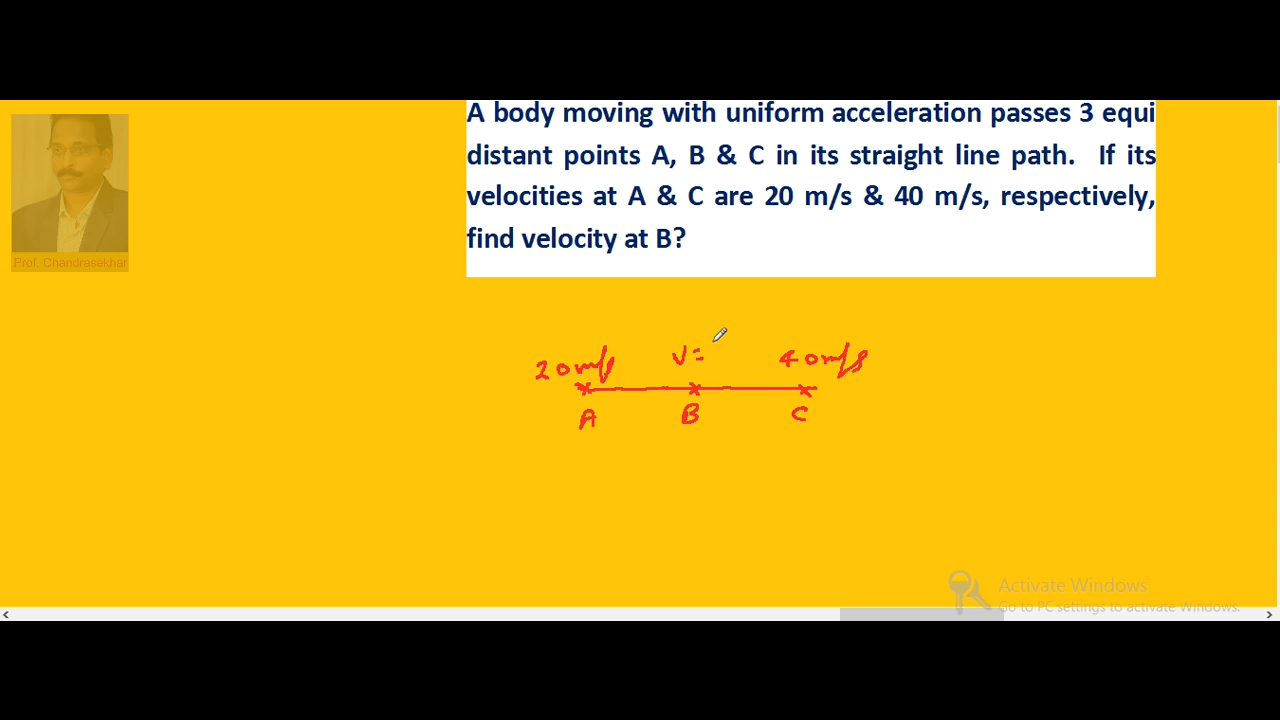 A body moving with uniform acceleration passes 3 equi
distant points A, B & C in its straight line path. If its
velocities at A & C are 20 m/s & 40 m/s, respectively,
find velocity at B?
Prof. Chandrasekhar
20m/s V= 40m/s
A B C
Activate Windows
Go to PC settings to activate Windows.